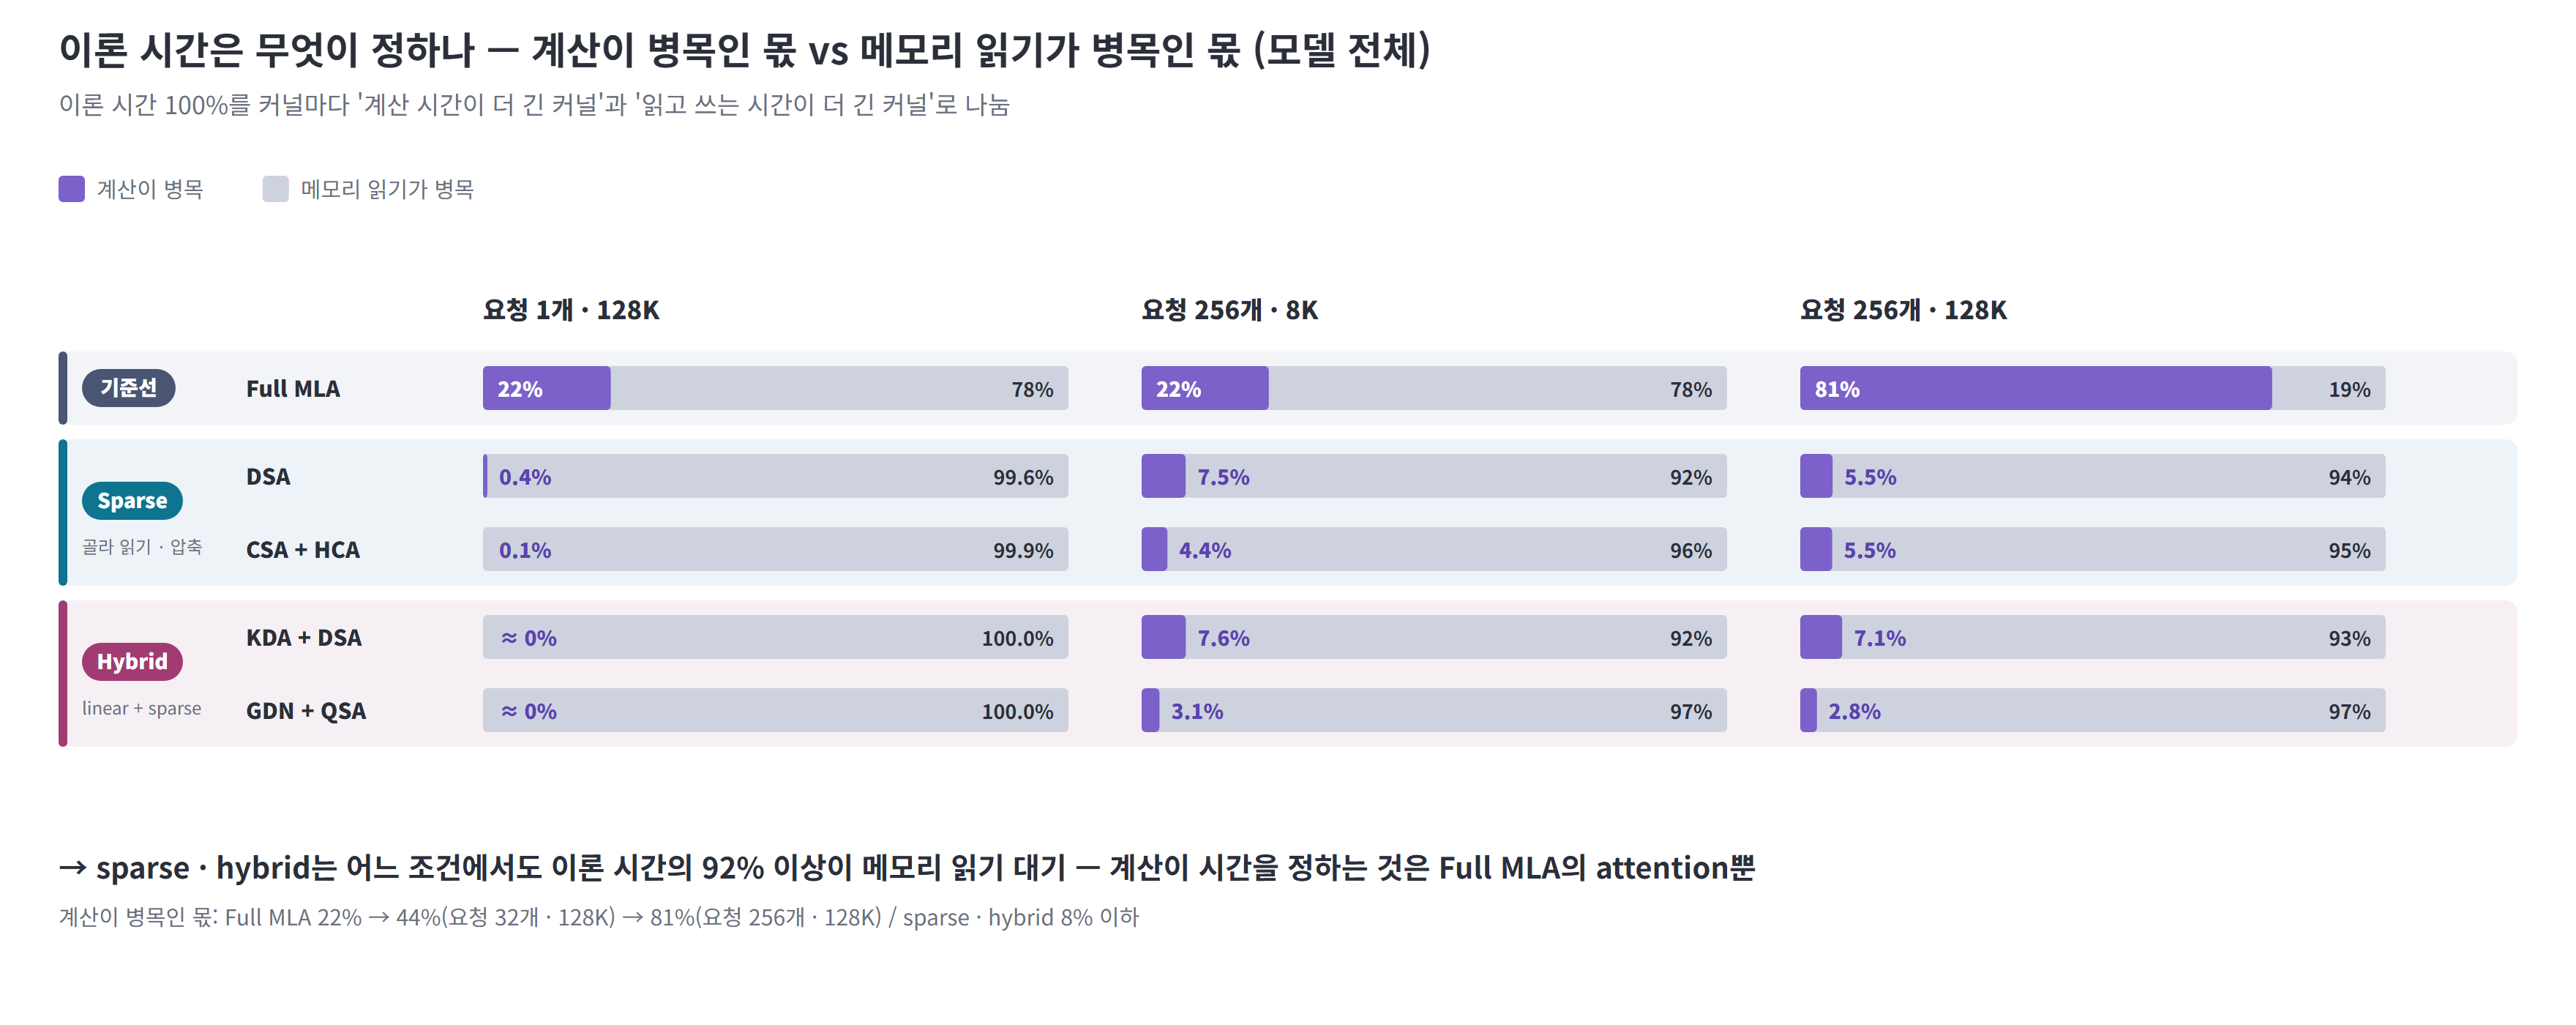 이론 시간은 무엇이 정하나 — 계산이 병목인 몫 vs 메모리 읽기가 병목인 몫 (모델 전체)
이론 시간 100%를 커널마다 '계산 시간이 더 긴 커널'과 '읽고 쓰는 시간이 더 긴 커널'로 나눔
계산이 병목 메모리 읽기가 병목
요청 1개 · 128K 요청 256개 · 8K 요청 256개 · 128K
기준선 Full MLA 22% 78% 22% 78% 81% 19%
Sparse
골라 읽기 · 압축
DSA 0.4% 99.6% 7.5% 92% 5.5% 94%
CSA + HCA 0.1% 99.9% 4.4% 96% 5.5% 95%
Hybrid
linear + sparse
KDA + DSA ≈ 0% 100.0% 7.6% 92% 7.1% 93%
GDN + QSA ≈ 0% 100.0% 3.1% 97% 2.8% 97%
→ sparse · hybrid는 어느 조건에서도 이론 시간의 92% 이상이 메모리 읽기 대기 — 계산이 시간을 정하는 것은 Full MLA의 attention뿐
계산이 병목인 몫: Full MLA 22% → 44%(요청 32개 · 128K) → 81%(요청 256개 · 128K) / sparse · hybrid 8% 이하